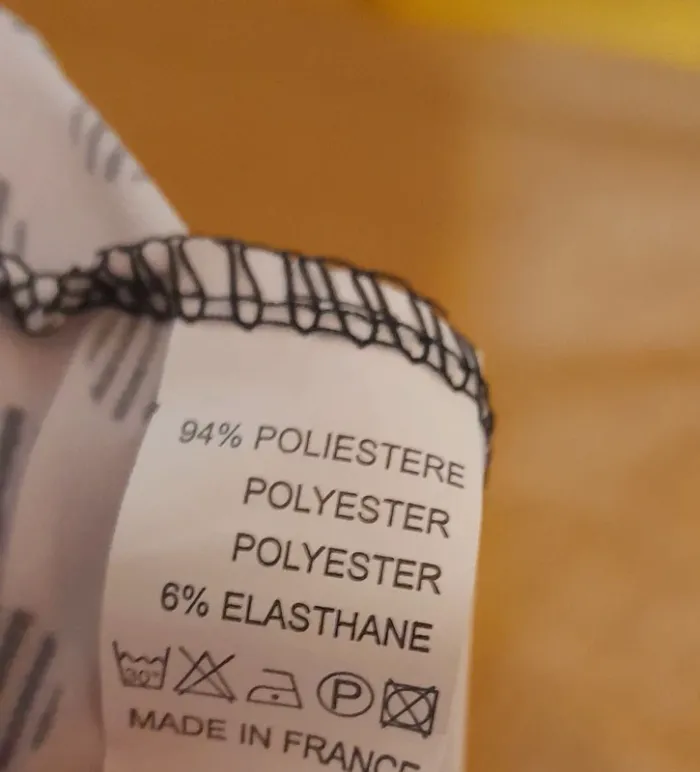 94% POLIESTERE
POLYESTER
POLYESTER
6% ELASTHANE
30° P
MADE IN FRANCE